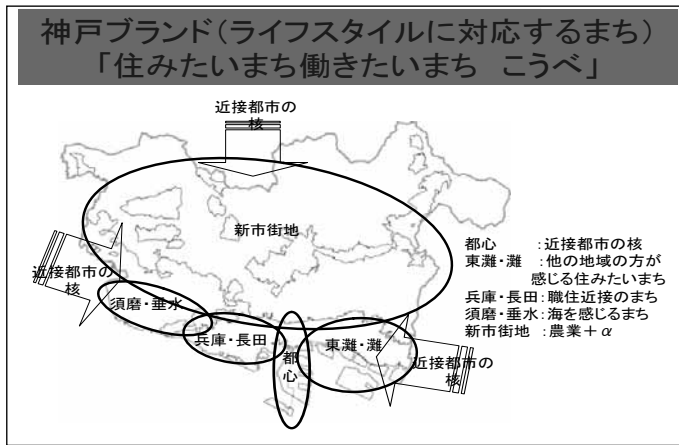 神戸ブランド(ライフスタイルに対応するまち)
「住みたいまち働きたいまち　こうべ」
近接都市の
核
新市街地
近接都市の
核
須磨・垂水
兵庫・長田
都
心
東灘・灘
近接都市の
核
都心　　　：近接都市の核
東灘・灘　：他の地域の方が
感じる住みたいまち
兵庫・長田：職住近接のまち
須磨・垂水：海を感じるまち
新市街地　：農業＋α